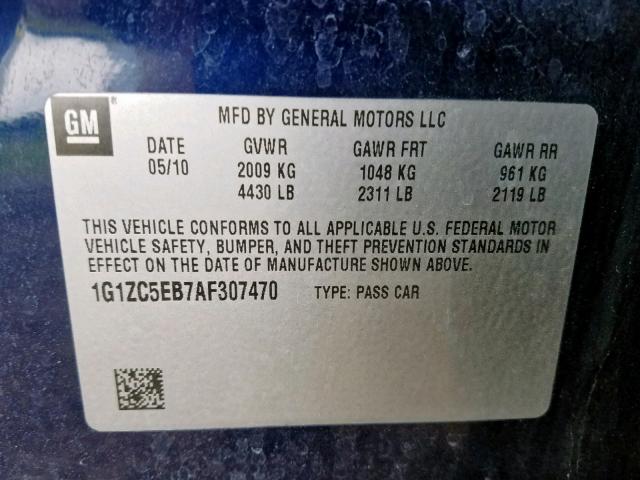 GM®
MFD BY GENERAL MOTORS LLC
DATE GVWR GAWR FRT GAWR RR
05/10 2009 KG 1048 KG 961 KG
4430 LB 2311 LB 2119 LB
THIS VEHICLE CONFORMS TO ALL APPLICABLE U.S. FEDERAL MOTOR
VEHICLE SAFETY, BUMPER, AND THEFT PREVENTION STANDARDS IN
EFFECT ON THE DATE OF MANUFACTURE SHOWN ABOVE.
1G1ZC5EB7AF307470 TYPE: PASS CAR